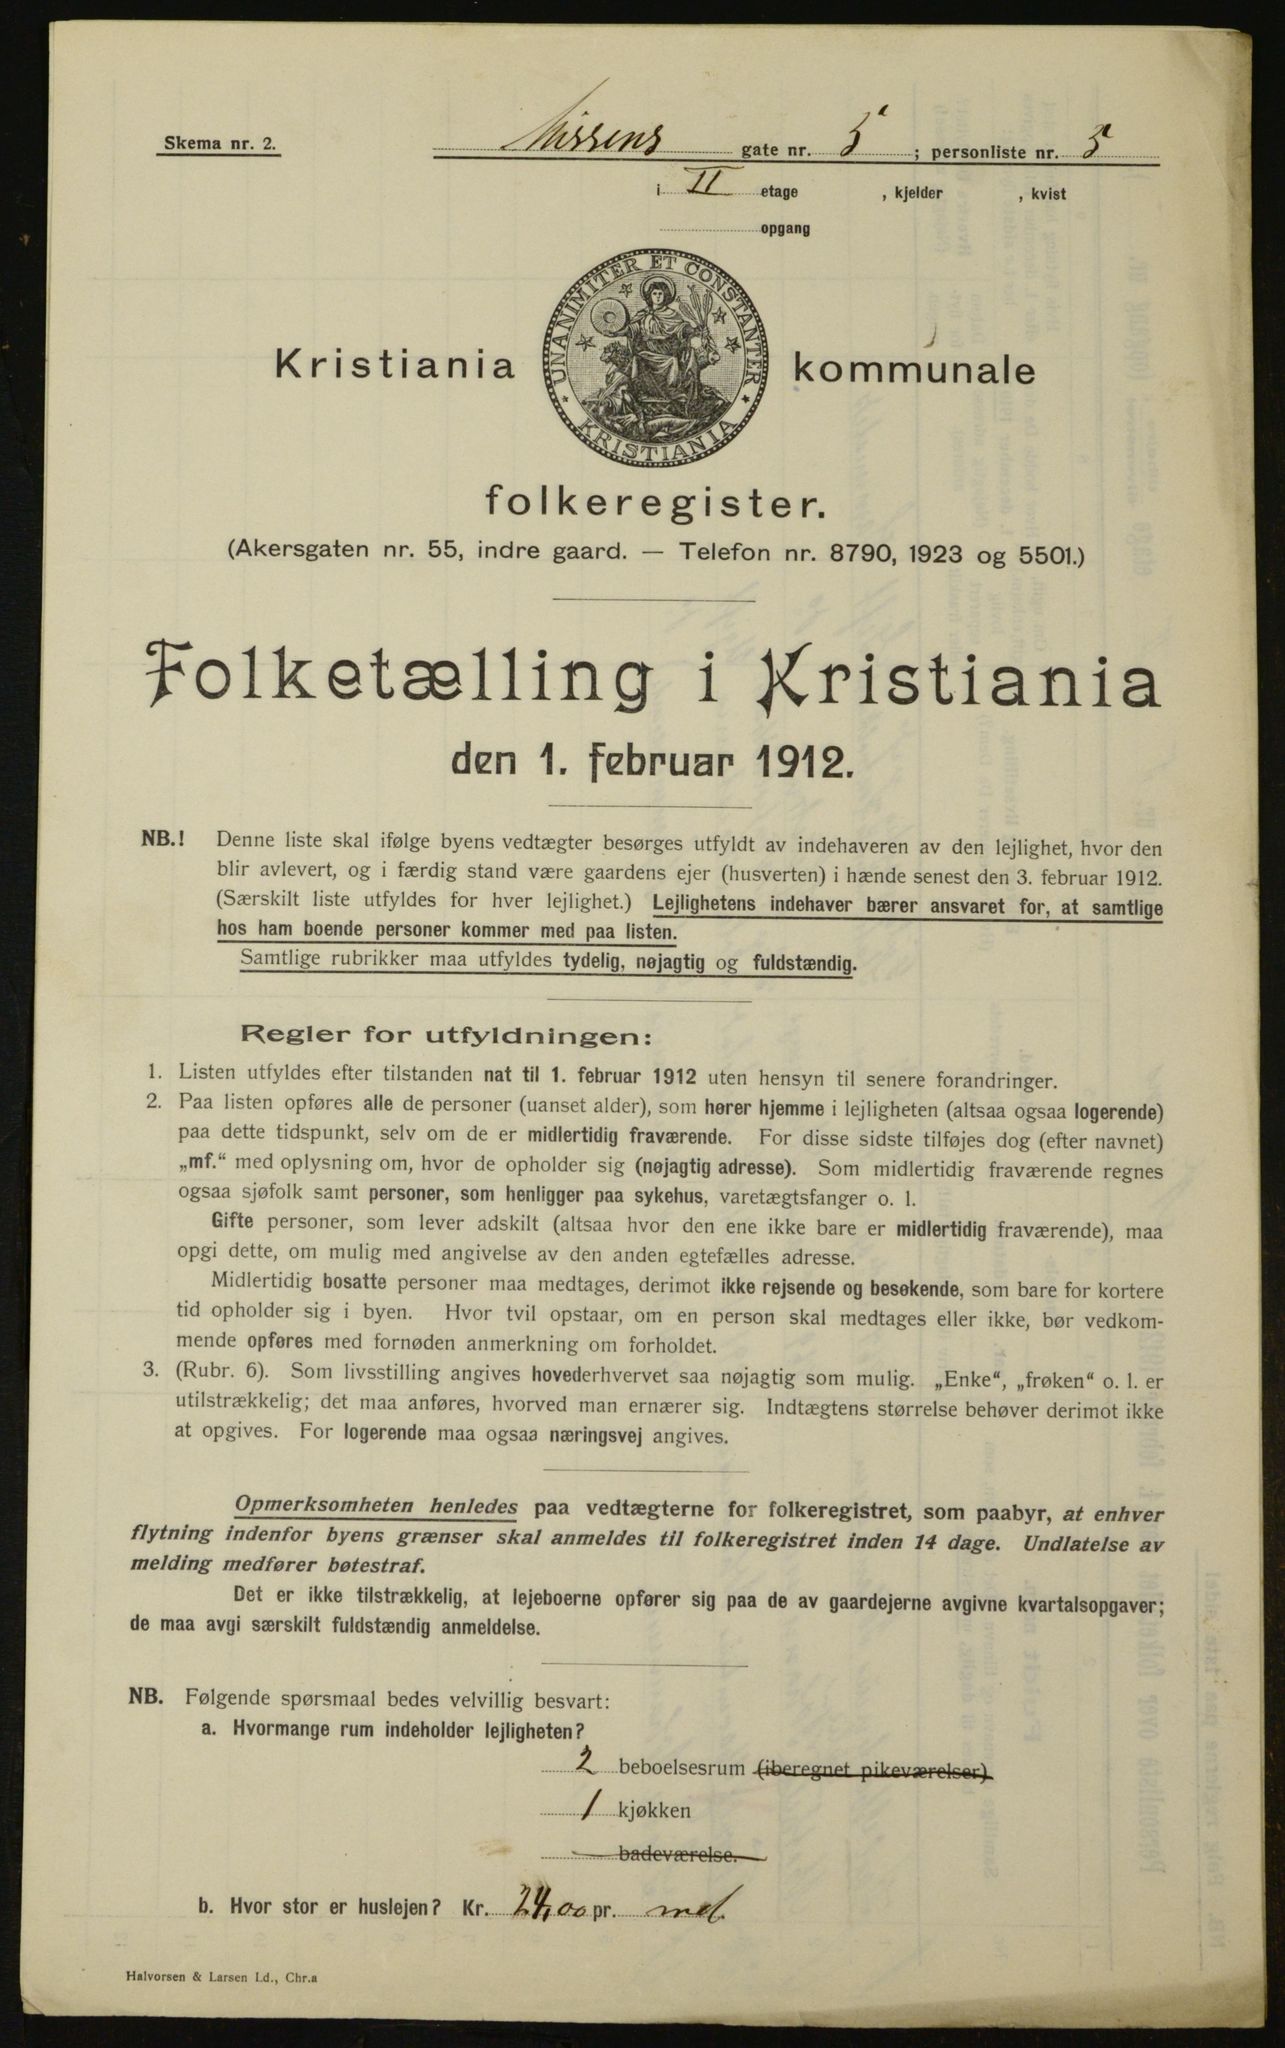 Skema nr. 2.
Nissens gate nr. 5 ; personliste nr. 5
i II etage , kjelder , kvist
opgang
UNANIMITER ET CONSTANTER
KRISTIANIA
Kristiania kommunale
folkeregister.
(Akersgaten nr. 55, indre gaard. — Telefon nr. 8790, 1923 og 5501.)
Folketælling i Kristiania
den 1. februar 1912.
NB.! Denne liste skal ifølge byens vedtægter besørges utfyldt av indehaveren av den lejlighet, hvor den
blir avlevert, og i færdig stand være gaardens ejer (husverten) i hænde senest den 3. februar 1912.
(Særskilt liste utfyldes for hver lejlighet.) Lejlighetens indehaver bærer ansvaret for, at samtlige
hos ham boende personer kommer med paa listen.
Samtlige rubrikker maa utfyldes tydelig, nøjagtig og fuldstændig.
Regler for utfyldningen:
1. Listen utfyldes efter tilstanden nat til 1. februar 1912 uten hensyn til senere forandringer.
2. Paa listen opføres alle de personer (uanset alder), som hører hjemme i lejligheten (altsaa ogsaa logerende)
paa dette tidspunkt, selv om de er midlertidig fraværende. For disse sidste tilføjes dog (efter navnet)
„mf.“ med oplysning om, hvor de opholder sig (nøjagtig adresse). Som midlertidig fraværende regnes
ogsaa sjøfolk samt personer, som henligger paa sykehus, varetægtsfanger o. l.
Gifte personer, som lever adskilt (altsaa hvor den ene ikke bare er midlertidig fraværende), maa
opgi dette, om mulig med angivelse av den anden egtefælles adresse.
Midlertidig bosatte personer maa medtages, derimot ikke rejsende og besøkende, som bare for kortere
tid opholder sig i byen. Hvor tvil opstaar, om en person skal medtages eller ikke, bør vedkom-
mende opføres med fornøden anmerkning om forholdet.
3. (Rubr. 6). Som livsstilling angives hovederhvervet saa nøjagtig som mulig. „Enke“, „frøken“ o. l. er
utilstrækkelig; det maa anføres, hvorved man ernærer sig. Indtægtens størrelse behøver derimot ikke
at opgives. For logerende maa ogsaa næringsvej angives.
Opmerksomheten henledes paa vedtægterne for folkeregistret, som paabyr, at enhver
flytning indenfor byens grænser skal anmeldes til folkeregistret inden 14 dage. Undlatelse av
melding medfører bøtestraf.
Det er ikke tilstrækkelig, at lejeboerne opfører sig paa de av gaardejerne avgivne kvartalsopgaver;
de maa avgi særskilt fuldstændig anmeldelse.
NB. Følgende spørsmaal bedes velvillig besvart:
a. Hvormange rum indeholder lejligheten?
2 beboelsesrum (iberegnet pikeværelser)
1 kjøkken
badeværelse.
b. Hvor stor er huslejen? Kr. 24,00 pr. md.
Halvorsen & Larsen Ld., Chr.a